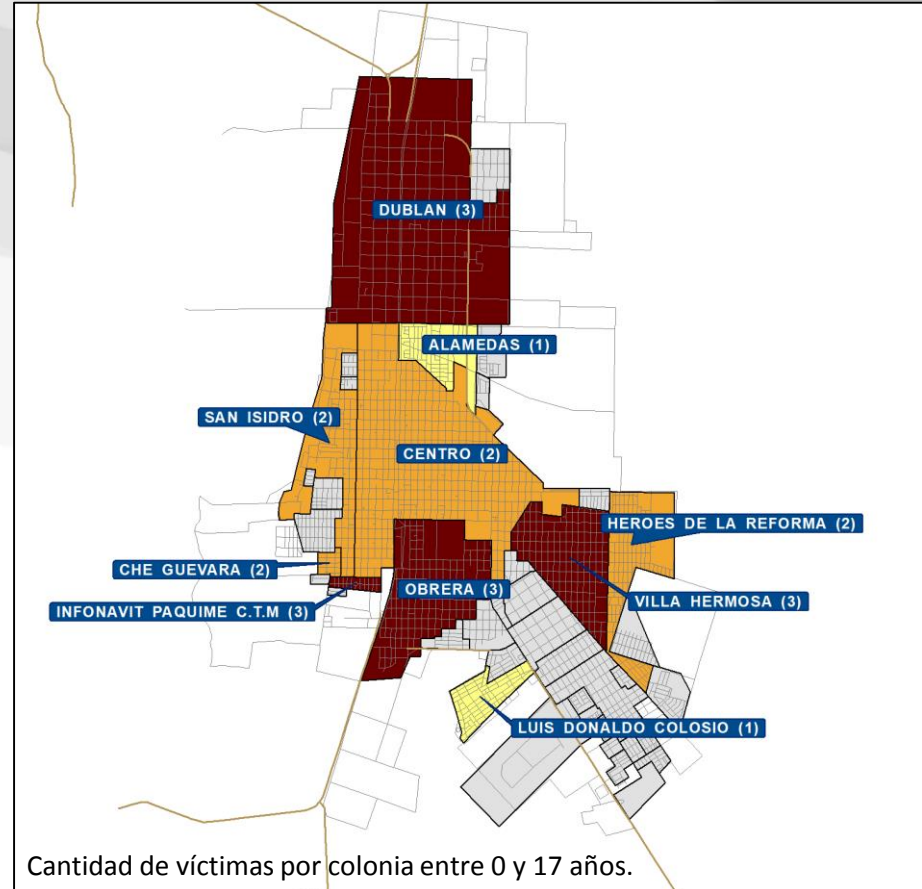 DUBLAN (3)
ALAMEDAS (1)
SAN ISIDRO (2)
CENTRO (2)
HEROES DE LA REFORMA (2)
CHE GUEVARA (2)
OBRERA (3)
VILLA HERMOSA (3)
INFONAVIT PAQUIME C.T.M (3)
LUIS DONALDO COLOSIO (1)
Cantidad de víctimas por colonia entre 0 y 17 años.